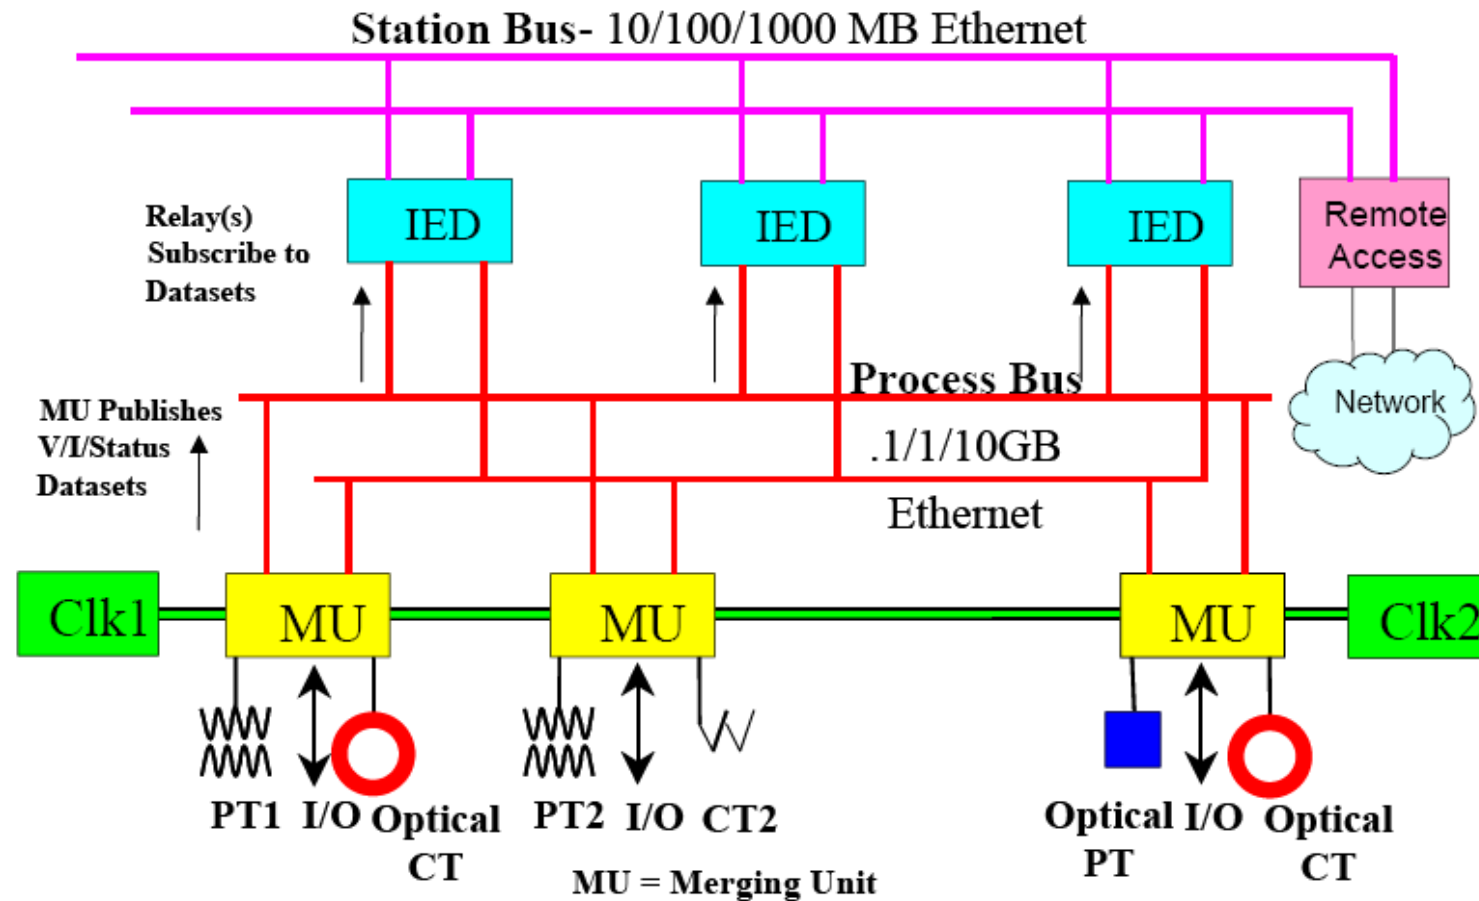 Station Bus- 10/100/1000 MB Ethernet
Relay(s)
Subscribe to
Datasets
IED
IED
IED
Remote
Access
Process Bus
Network
MU Publishes
V/I/Status
Datasets
.1/1/10GB
Ethernet
Clk1
MU
MU
MU
Clk2
PT1
I/O
Optical
CT
PT2
I/O
CT2
Optical
PT
I/O
Optical
CT
MU = Merging Unit